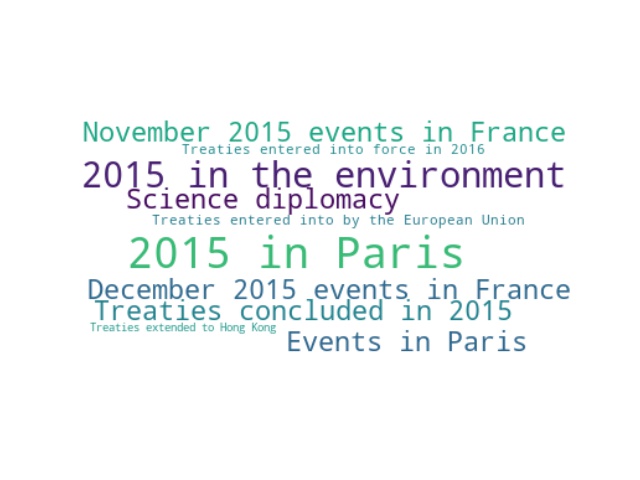 November 2015 events in France
Treaties entered into force in 2016
2015 in the environment
Science diplomacy
Treaties entered into by the European Union
2015 in Paris
December 2015 events in France
Treaties concluded in 2015
Treaties extended to Hong Kong
Events in Paris